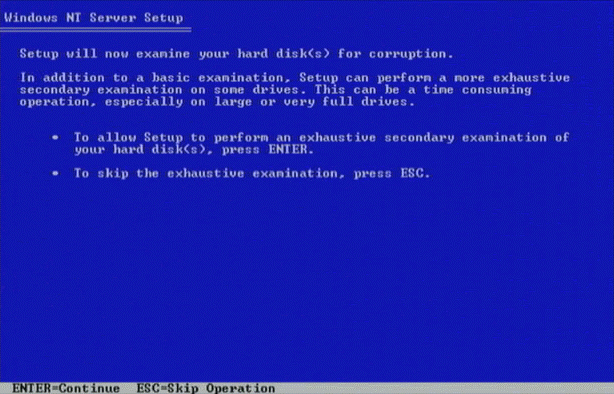 Windows NT Server Setup
Setup will now examine your hard disk(s) for corruption.
In addition to a basic examination, Setup can perform a more exhaustive
secondary examination on some drives. This can be a time consuming
operation, especially on large or very full drives.
• To allow Setup to perform an exhaustive secondary examination of
your hard disk(s), press ENTER.
• To skip the exhaustive examination, press ESC.
ENTER=Continue  ESC=Skip Operation